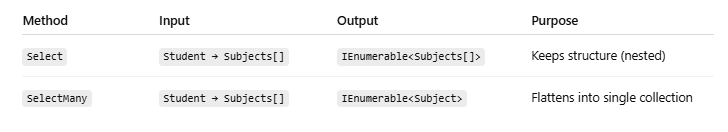 Method Input Output Purpose
Select Student → Subjects[] IEnumerable<Subjects[]> Keeps structure (nested)
SelectMany Student → Subjects[] IEnumerable<Subject> Flattens into single collection